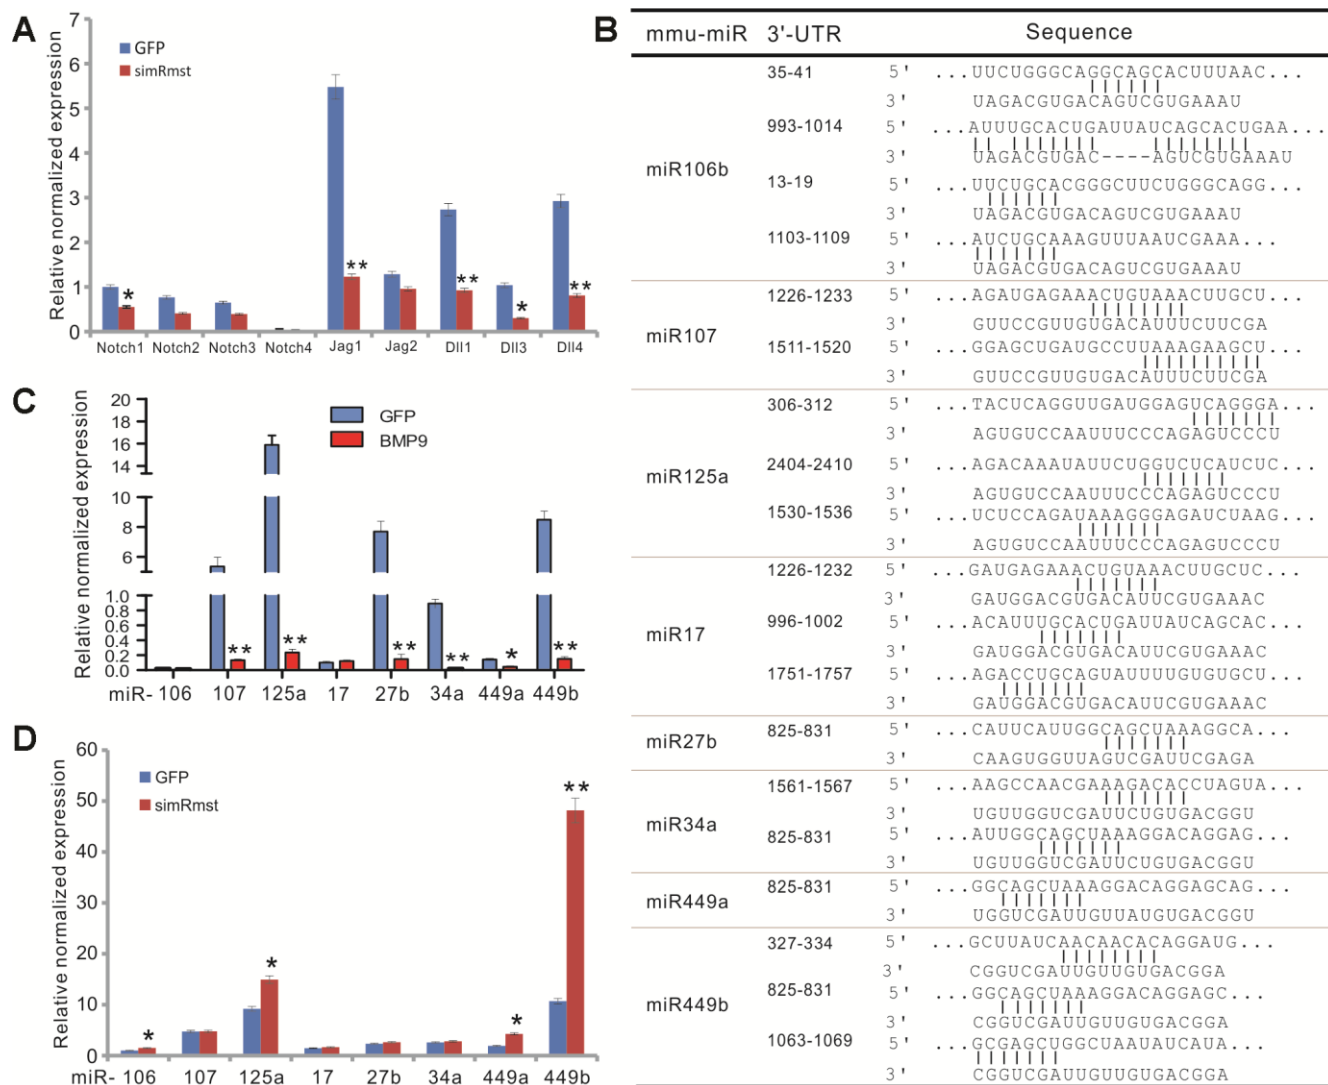 A
Relative normalized expression
7
6
5
4
3
2
1
0
GFP
simRmst
*
**
**
*
**
Notch1 Notch2 Notch3 Notch4 Jag1 Jag2 Dll1 Dll3 Dll4
B
mmu-miR 3'-UTR Sequence
miR106b
35-41 5' ...UUCUGGGCAGGCAGCACUUUAAC...
3' UAGACGUGACAGUCGUGAAAU
993-1014 5' ...AUUUGCACUGAUUAUCAGCACUGAA...
3' UAGACGUGAC----AGUCGUGAAAU
13-19 5' ...UUCUGCACGGGCUUCUGGGCAGG...
3' UAGACGUGACAGUCGUGAAAU
1103-1109 5' ...AUCUGCAAAGUUUAAUCGAAA...
3' UAGACGUGACAGUCGUGAAAU
miR107
1226-1233 5' ...AGAUGAGAAACUGUAAACUUGCU...
3' GUUCCGUUGUGACAUUUCUUCGA
1511-1520 5' ...GGAGCUGAUGCCUUAAAGAAGCU...
3' GUUCCGUUGUGACAUUUCUUCGA
miR125a
306-312 5' ...TACUCAGGUUGAUGGAGUCAGGGA...
3' AGUGUCCAAUUUCCCAGAGUCCCU
2404-2410 5' ...AGACAAAUAUUCUGGUCUCAUCUC...
3' AGUGUCCAAUUUCCCAGAGUCCCU
1530-1536 5' ...UCUCCAGAUAAAGGGAGAUCUAAG...
3' AGUGUCCAAUUUCCCAGAGUCCCU
miR17
1226-1232 5' ...GAUGAGAAACUGUAAACUUGCUC...
3' GAUGGACGUGACAUUCGUGAAAC
996-1002 5' ...ACAUUUGCACUGAUUAUCAGCAC...
3' GAUGGACGUGACAUUCGUGAAAC
1751-1757 5' ...AGACCUGCAGUAUUUUGUGUGCU...
3' GAUGGACGUGACAUUCGUGAAAC
miR27b
825-831 5' ...CAUUCAUUGGCAGCUAAAGGCA...
3' CAAGUGGUUAGUCGAUUCGAGA
miR34a
1561-1567 5' ...AAGCCAACGAAAGACACCUAGUA...
3' UGUUGGUCGAUUCUGUGACGGU
825-831 5' ...AUUGGCAGCUAAAGGACAGGAG...
3' UGUUGGUCGAUUCUGUGACGGU
miR449a
825-831 5' ...GGCAGCUAAAGGACAGGAGCAG...
3' UGGUCGAUUGUUAUGUGACGGU
miR449b
327-334 5' ...GCUUAUCAACAACACAGGAUG...
3' CGGUCGAUUGUUGUGACGGA
825-831 5' ...GGCAGCUAAAGGACAGGAGC...
3' CGGUCGAUUGUUGUGACGGA
1063-1069 5' ...GCGAGCUGGCUAAUAUCAUA...
3' CGGUCGAUUGUUGUGACGGA
C
Relative normalized expression
20
18
16
14
10
8
6
1.0
0.8
0.6
0.4
0.2
0.0
GFP
BMP9
**
**
**
**
*
**
miR- 106 107 125a 17 27b 34a 449a 449b
D
Relative normalized expression
60
50
40
30
20
10
0
GFP
simRmst
*
*
*
**
miR- 106 107 125a 17 27b 34a 449a 449b